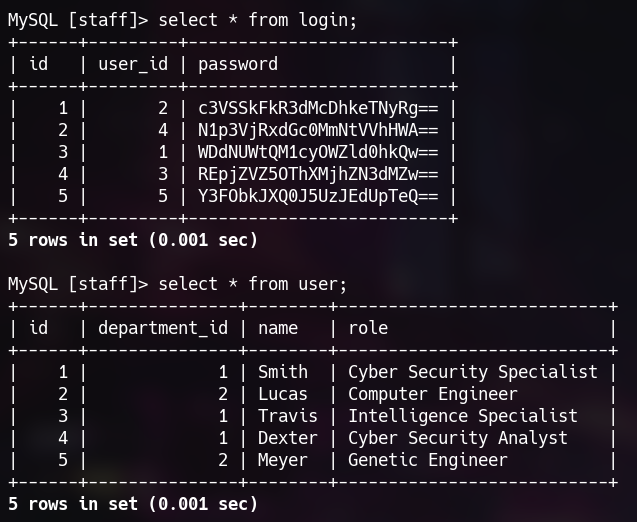 MySQL [staff]> select * from login;
+------+---------+--------------------------+
| id   | user_id | password                 |
+------+---------+--------------------------+
|    1 |       2 | c3VSSkFkR3dMcDhkeTNyRg== |
|    2 |       4 | N1p3VjRxdGc0MmNtVVhHWA== |
|    3 |       1 | WDdNUWtQM1cyOWZld0hkQw== |
|    4 |       3 | REpjZVZ5OThXMjhZN3dMZw== |
|    5 |       5 | Y3FObkJXQ0J5UzJEdUpTeQ== |
+------+---------+--------------------------+
5 rows in set (0.001 sec)
MySQL [staff]> select * from user;
+------+---------------+--------+---------------------------+
| id   | department_id | name   | role                      |
+------+---------------+--------+---------------------------+
|    1 |             1 | Smith  | Cyber Security Specialist |
|    2 |             2 | Lucas  | Computer Engineer         |
|    3 |             1 | Travis | Intelligence Specialist   |
|    4 |             1 | Dexter | Cyber Security Analyst    |
|    5 |             2 | Meyer  | Genetic Engineer          |
+------+---------------+--------+---------------------------+
5 rows in set (0.001 sec)